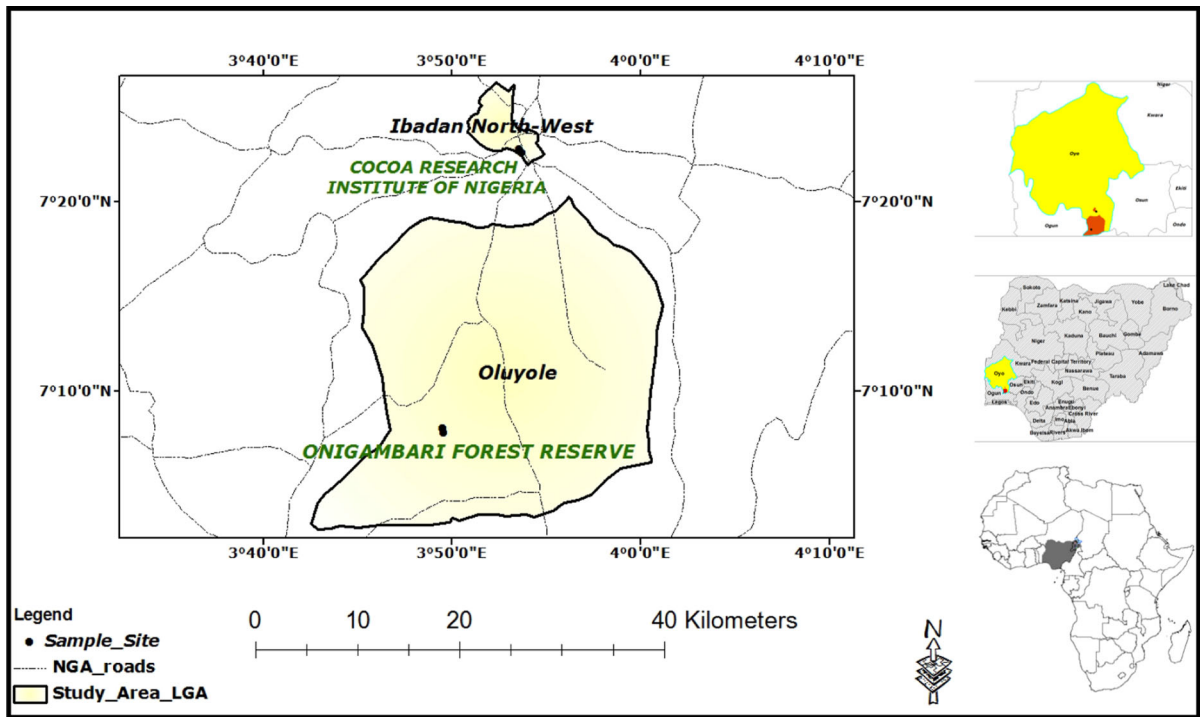 3°40'0"E 3°50'0"E 4°0'0"E 4°10'0"E
Ibadan North-West
COCOA RESEARCH
INSTITUTE OF NIGERIA
7°20'0"N 7°20'0"N
Oluyole
7°10'0"N 7°10'0"N
ONIGAMBARI FOREST RESERVE
3°40'0"E 3°50'0"E 4°0'0"E 4°10'0"E
Legend
Sample_Site
NGA_roads
Study_Area_LGA
0 10 20 40 Kilometers
N
Niger
Kwara
Oyo
Ekiti
Osun
Ogun
Ondo
Lake Chad
Sokoto
Katsina
Jigawa
Yobe
Borno
Zamfara
Kano
Kebbi
Kaduna
Bauchi
Gombe
Niger
Plateau
Adamawa
Kwara
Federal Capital Territory
Nassarawa
Oyo
Taraba
Osun
Ekiti
Kogi
Benue
Ogun
Ondo
Lagos
Edo
Enugu
Anambra
Ebonyi
Cross River
Delta
Imo
Abia
Bayelsa
Rivers
Akwa Ibom